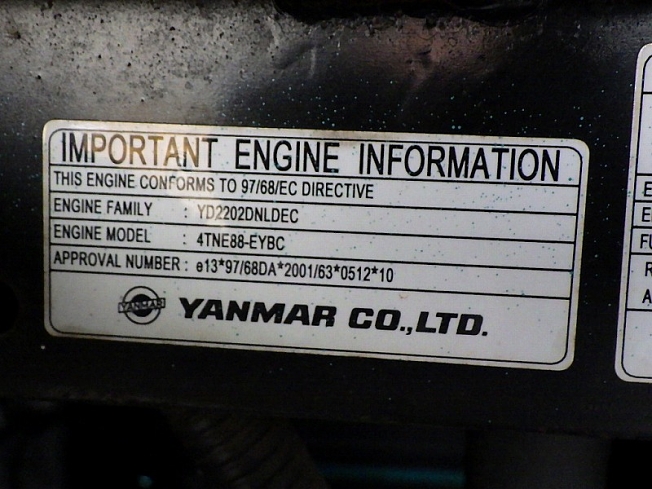 IMPORTANT ENGINE INFORMATION
THIS ENGINE CONFORMS TO 97/68/EC DIRECTIVE
ENGINE FAMILY : YD2202DNLDEC
ENGINE MODEL : 4TNE88-EYBC
APPROVAL NUMBER : e13*97/68DA*2001/63*0512*10
YANMAR YANMAR CO.,LTD.
E
E
FU
R
A